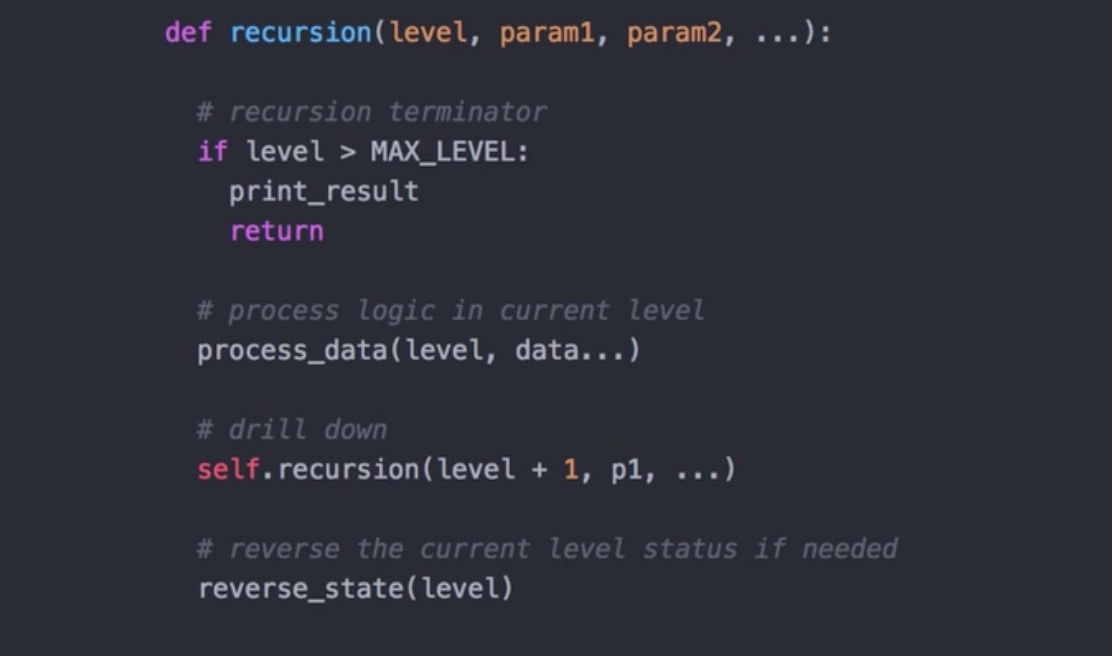 def recursion(level, param1, param2, ...):
# recursion terminator
if level > MAX_LEVEL:
print_result
return
# process logic in current level
process_data(level, data...)
# drill down
self.recursion(level + 1, p1, ...)
# reverse the current level status if needed
reverse_state(level)